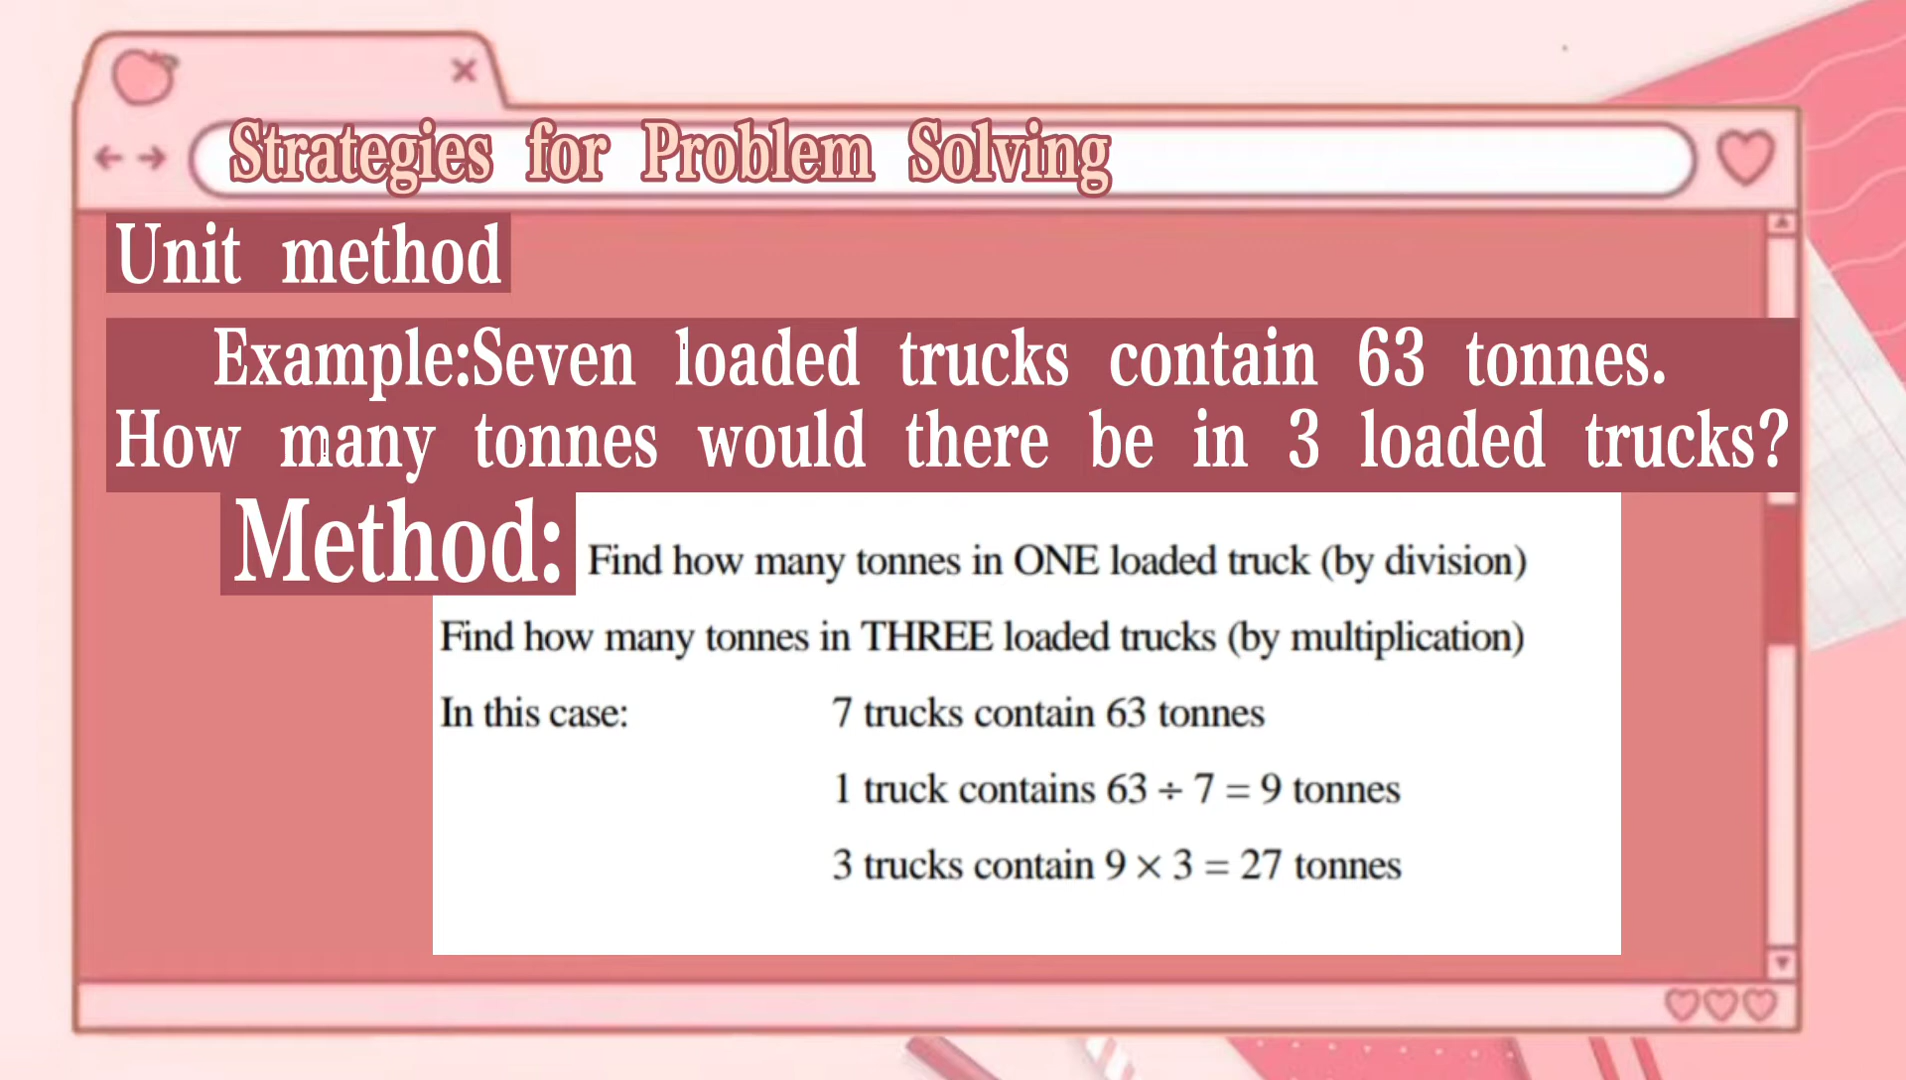 Strategies for Problem Solving
Unit method
Example:Seven loaded trucks contain 63 tonnes.
How many tonnes would there be in 3 loaded trucks?
Method:
Find how many tonnes in ONE loaded truck (by division)
Find how many tonnes in THREE loaded trucks (by multiplication)
In this case: 7 trucks contain 63 tonnes
1 truck contains 63 ÷ 7 = 9 tonnes
3 trucks contain 9 × 3 = 27 tonnes